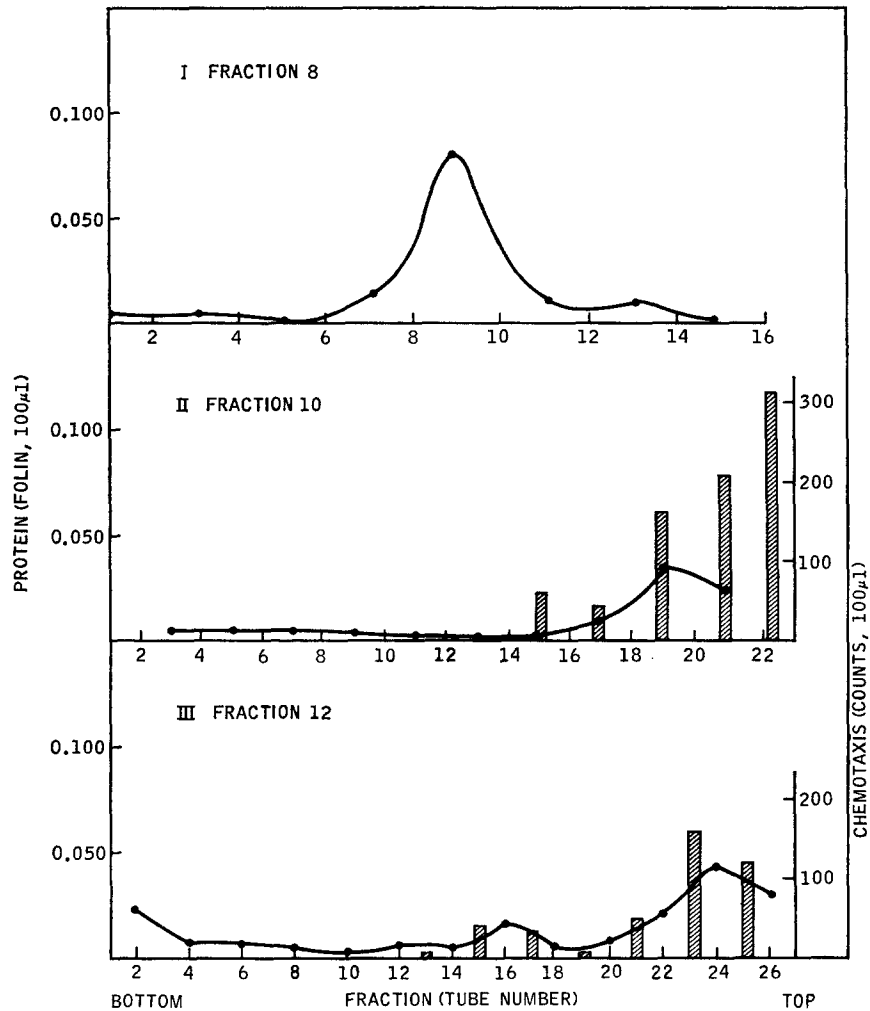 I FRACTION 8
0.100
0.050
2 4 6 8 10 12 14 16
II FRACTION 10
0.100
0.050
300
200
100
2 4 6 8 10 12 14 16 18 20 22
III FRACTION 12
0.100
0.050
200
100
2 4 6 8 10 12 14 16 18 20 22 24 26
BOTTOM FRACTION (TUBE NUMBER) TOP
PROTEIN (FOLIN, 100μl)
CHEMOTAXIS (COUNTS, 100μl)